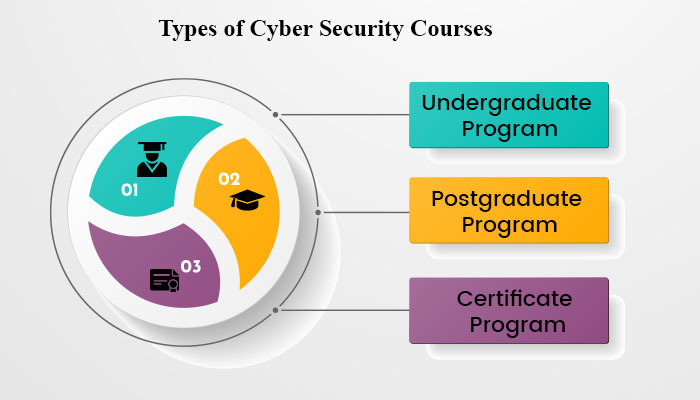 Types of Cyber Security Courses
01
02
03
Undergraduate
Program
Postgraduate
Program
Certificate
Program